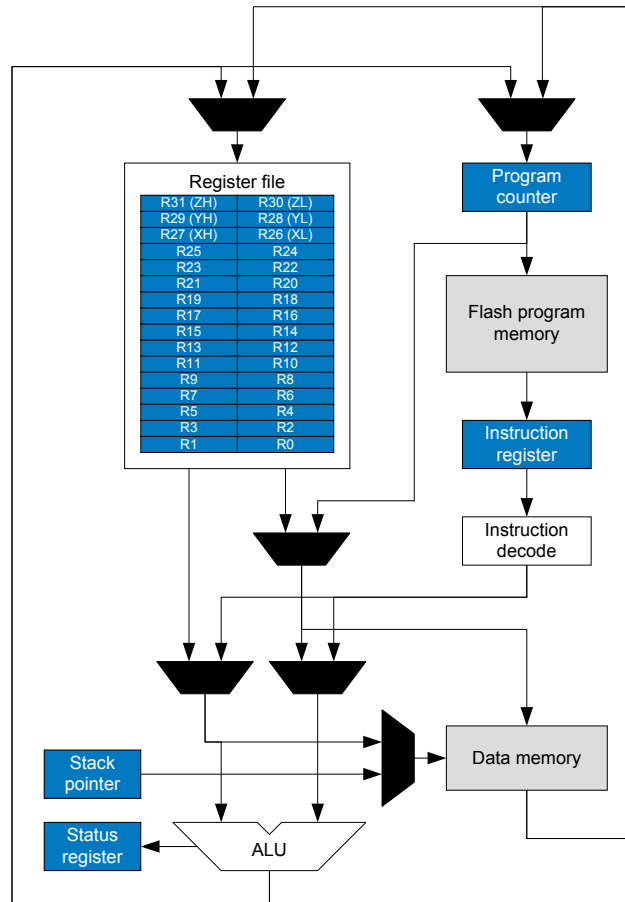 Register file
R31 (ZH) R30 (ZL)
R29 (YH) R28 (YL)
R27 (XH) R26 (XL)
R25 R24
R23 R22
R21 R20
R19 R18
R17 R16
R15 R14
R13 R12
R11 R10
R9 R8
R7 R6
R5 R4
R3 R2
R1 R0
Program
counter
Flash program
memory
Instruction
register
Instruction
decode
Stack
pointer
Data memory
Status
register
ALU